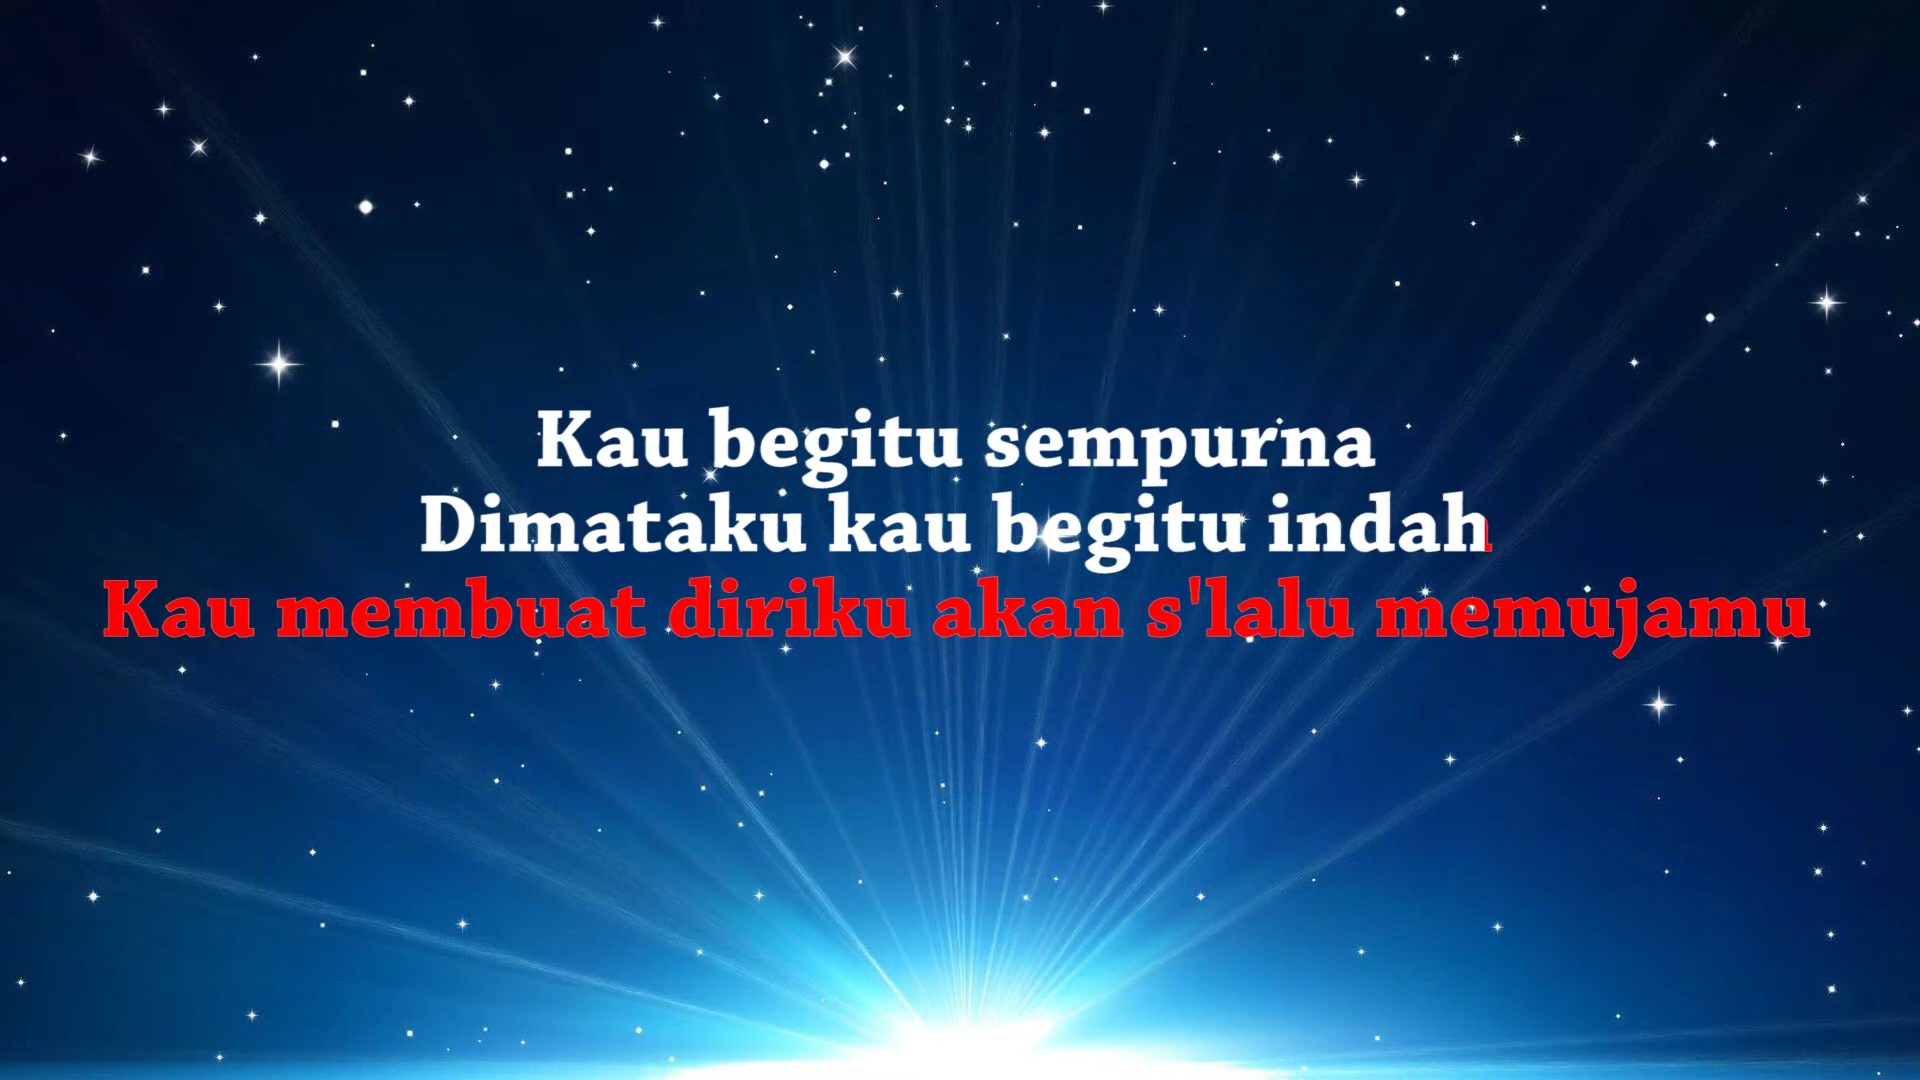 Kau begitu sempurna
Dimataku kau begitu indah
Kau membuat diriku akan s'lalu memujamu